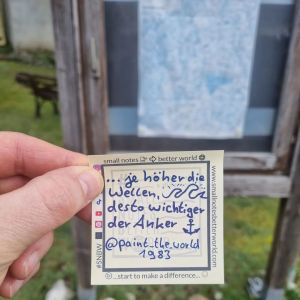 small notes better world
... je höher die
Wellen,
desto wichtiger
der Anker
@paint_the_world
1983
...start to make a difference...
#SNBW
www.smallnotesbetterworld.com